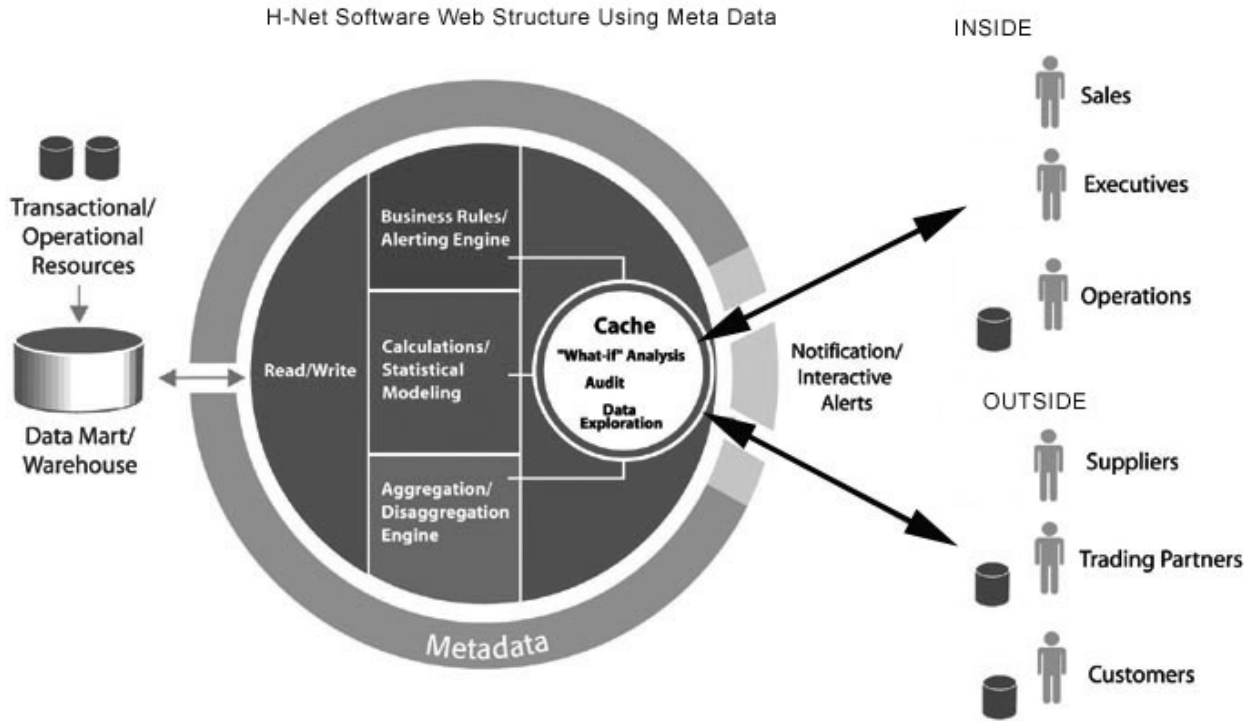 H-Net Software Web Structure Using Meta Data
INSIDE
Sales
Executives
Operations
Transactional/
Operational
Resources
Data Mart/
Warehouse
Read/Write
Business Rules/
Alerting Engine
Calculations/
Statistical
Modeling
Aggregation/
Disaggregation
Engine
Cache
"What-if" Analysis
Audit
Data
Exploration
Metadata
Notification/
Interactive
Alerts
OUTSIDE
Suppliers
Trading Partners
Customers